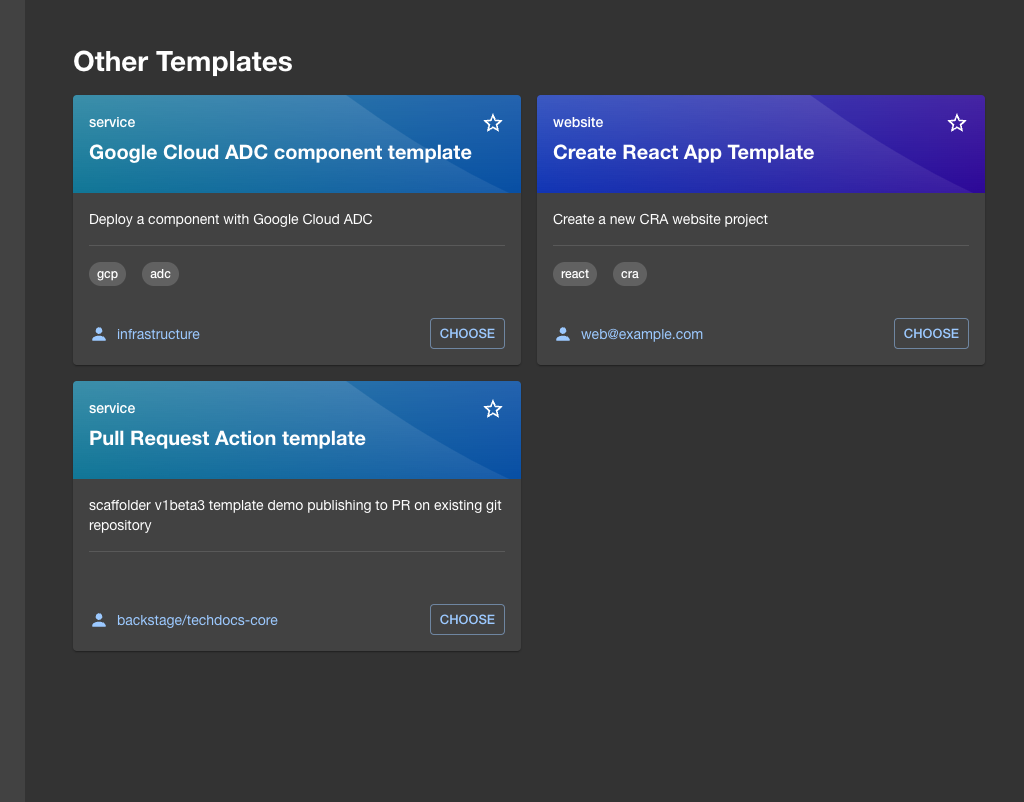 Other Templates
service
Google Cloud ADC component template
Deploy a component with Google Cloud ADC
gcp adc
infrastructure CHOOSE
website
Create React App Template
Create a new CRA website project
react cra
web@example.com CHOOSE
service
Pull Request Action template
scaffolder v1beta3 template demo publishing to PR on existing git
repository
backstage/techdocs-core CHOOSE